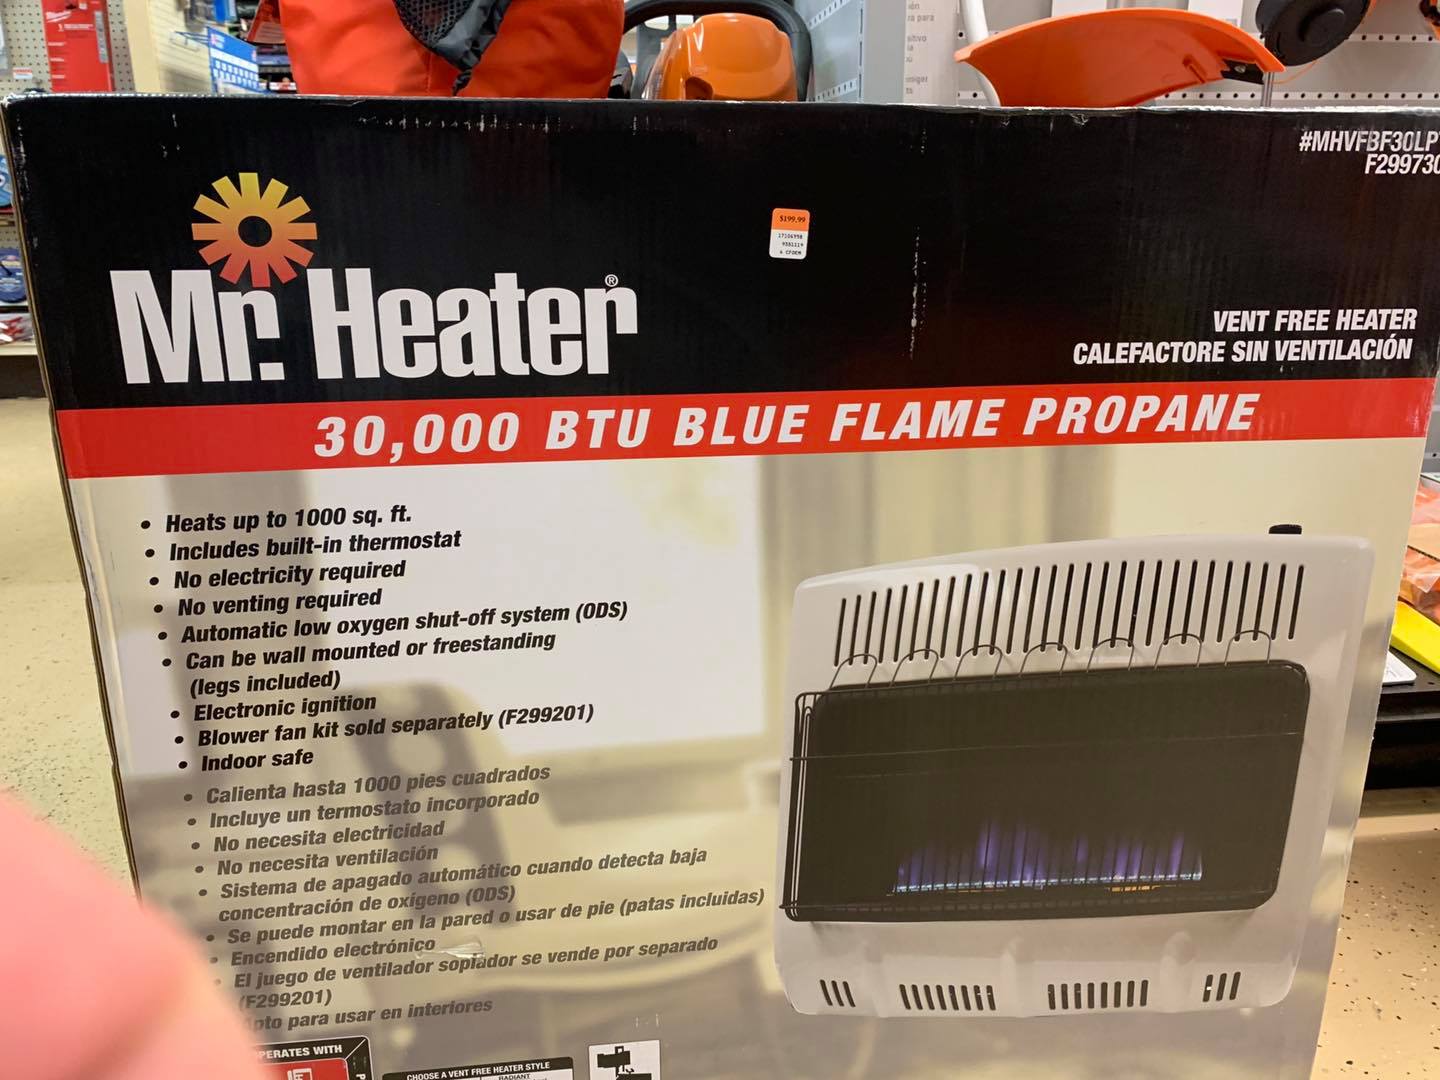 #MHVFBF30LPT
F299730
$199.99
Mr. Heater®
VENT FREE HEATER
CALEFACTORE SIN VENTILACIÓN
30,000 BTU BLUE FLAME PROPANE
• Heats up to 1000 sq. ft.
• Includes built-in thermostat
• No electricity required
• No venting required
• Automatic low oxygen shut-off system (ODS)
• Can be wall mounted or freestanding
(legs included)
• Electronic ignition
• Blower fan kit sold separately (F299201)
• Indoor safe
• Calienta hasta 1000 pies cuadrados
• Incluye un termostato incorporado
• No necesita electricidad
• No necesita ventilación
• Sistema de apagado automático cuando detecta baja
concentración de oxígeno (ODS)
• Se puede montar en la pared o usar de pie (patas incluidas)
• Encendido electrónico
• El juego de ventilador soplador se vende por separado
(F299201)
pto para usar en interiores
PERATES WITH
CHOOSE A VENT FREE HEATER STYLE
RADIANT